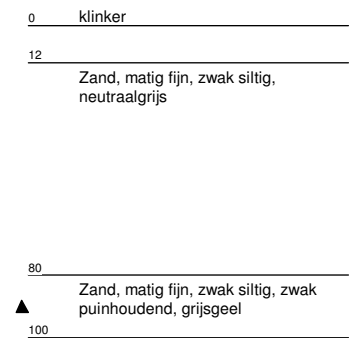 0 klinker
12
Zand, matig fijn, zwak siltig,
neutraalgrijs
80
Zand, matig fijn, zwak siltig, zwak
puinhoudend, grijsgeel
100